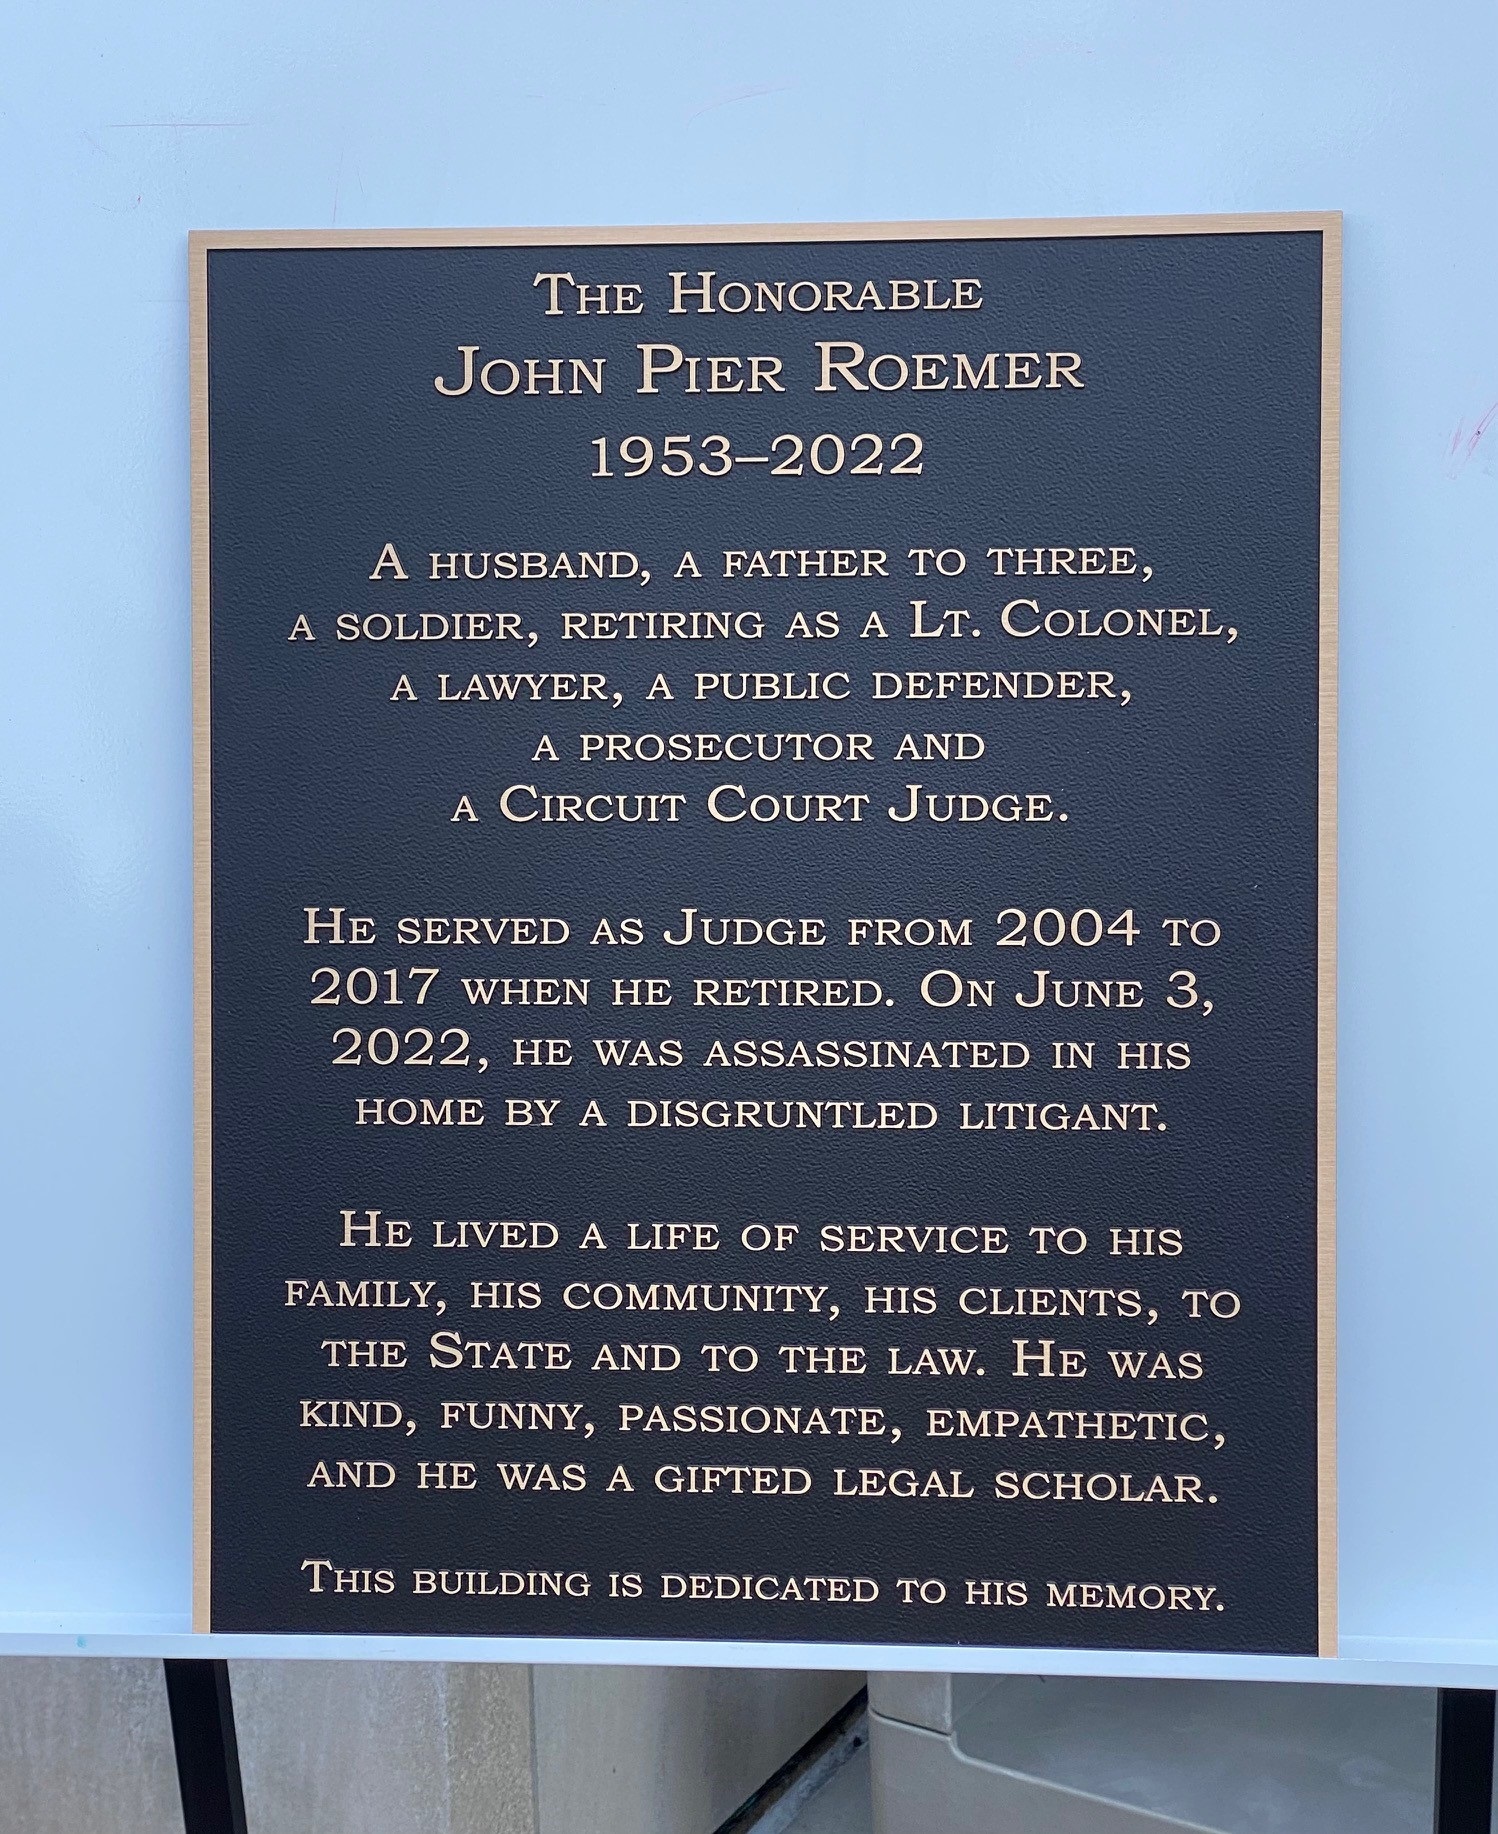 The Honorable
John Pier Roemer
1953–2022
A husband, a father to three,
a soldier, retiring as a Lt. Colonel,
a lawyer, a public defender,
a prosecutor and
a Circuit Court Judge.
He served as Judge from 2004 to
2017 when he retired. On June 3,
2022, he was assassinated in his
home by a disgruntled litigant.
He lived a life of service to his
family, his community, his clients, to
the State and to the law. He was
kind, funny, passionate, empathetic,
and he was a gifted legal scholar.
This building is dedicated to his memory.